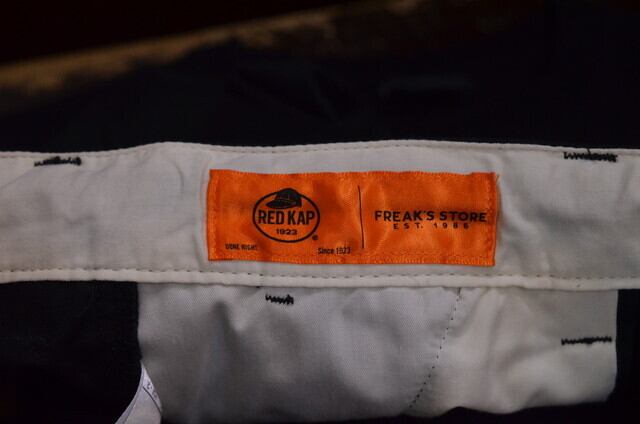 RED KAP
1923
®
DONE RIGHT
Since 1923
FREAK'S STORE
EST. 1986